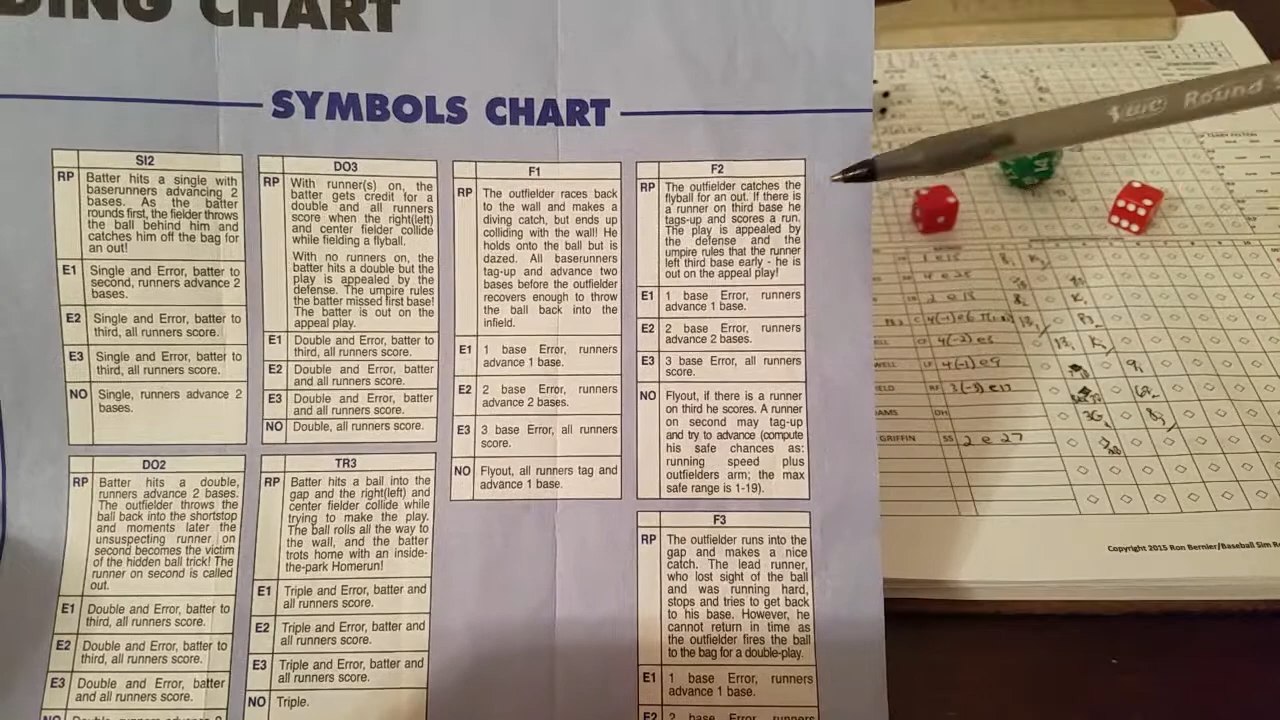 DING CHART
SYMBOLS CHART
SI2
RP Batter hits a single with
baserunners advancing 2
bases. As the batter
rounds first, the fielder throws
the ball behind him and
catches him off the bag for
an out!
E1 Single and Error, batter to
second, runners advance 2
bases.
E2 Single and Error, batter to
third, all runners score.
E3 Single and Error, batter to
third, all runners score.
NO Single, runners advance 2
bases.
DO2
RP Batter hits a double,
runners advance 2 bases.
The outfielder throws the
ball back into the shortstop
and moments later the
unsuspecting runner on
second becomes the victim
of the hidden ball trick! The
runner on second is called
out.
E1 Double and Error, batter to
third, all runners score.
E2 Double and Error, batter to
third, all runners score.
E3 Double and Error, batter
and all runners score.
DO3
RP With runner(s) on, the
batter gets credit for a
double and all runners
score when the right(left)
and center fielder collide
while fielding a flyball.
With no runners on, the
batter hits a double but the
play is appealed by the
defense. The umpire rules
the batter missed first base!
The batter is out on the
appeal play.
E1 Double and Error, batter to
third, all runners score.
E2 Double and Error, batter
and all runners score.
E3 Double and Error, batter
and all runners score.
NO Double, all runners score.
TR3
RP Batter hits a ball into the
gap and the right(left) and
center fielder collide while
trying to make the play.
The ball rolls all the way to
the wall, and the batter
trots home with an inside-
the-park Homerun!
E1 Triple and Error, batter and
all runners score.
E2 Triple and Error, batter and
all runners score.
E3 Triple and Error, batter and
all runners score.
NO Triple.
F1
RP The outfielder races back
to the wall and makes a
diving catch, but ends up
colliding with the wall! He
holds onto the ball but is
dazed. All baserunners
tag-up and advance two
bases before the outfielder
recovers enough to throw
the ball back into the
infield.
E1 1 base Error, runners
advance 1 base.
E2 2 base Error, runners
advance 2 bases.
E3 3 base Error, all runners
score.
NO Flyout, all runners tag and
advance 1 base.
F2
RP The outfielder catches the
flyball for an out. If there is
a runner on third base he
tags-up and scores a run.
The play is appealed by
the defense and the
umpire rules that the runner
left third base early - he is
out on the appeal play!
E1 1 base Error, runners
advance 1 base.
E2 2 base Error, runners
advance 2 bases.
E3 3 base Error, all runners
score.
NO Flyout, if there is a runner
on third he scores. A runner
on second may tag-up
and try to advance (compute
his safe chances as:
running speed plus
outfielders arm; the max
safe range is 1-19).
F3
RP The outfielder runs into the
gap and makes a nice
catch. The lead runner,
who lost sight of the ball
and was running hard,
stops and tries to get back
to his base. However, he
cannot return in time as
the outfielder fires the ball
to the bag for a double-play.
E1 1 base Error, runners
advance 1 base.
E2 2 base Error, runners
BIC Round
1 e 15
4 e 25
2 e 18
4(-2) e3
4(-1) e9
GRIFFIN SS 2 e 27
Copyright 2015 Ron Bernier/Baseball Sim